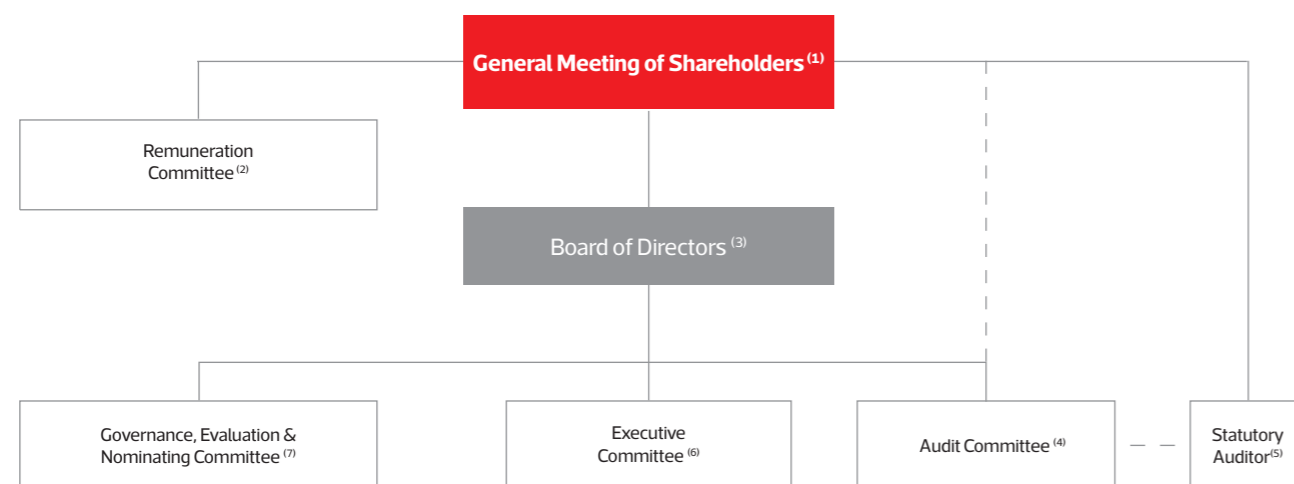 General Meeting of Shareholders (1)
Remuneration
Committee (2)
Board of Directors (3)
Governance, Evaluation &
Nominating Committee (7)
Executive
Committee (6)
Audit Committee (4)
Statutory
Auditor(5)